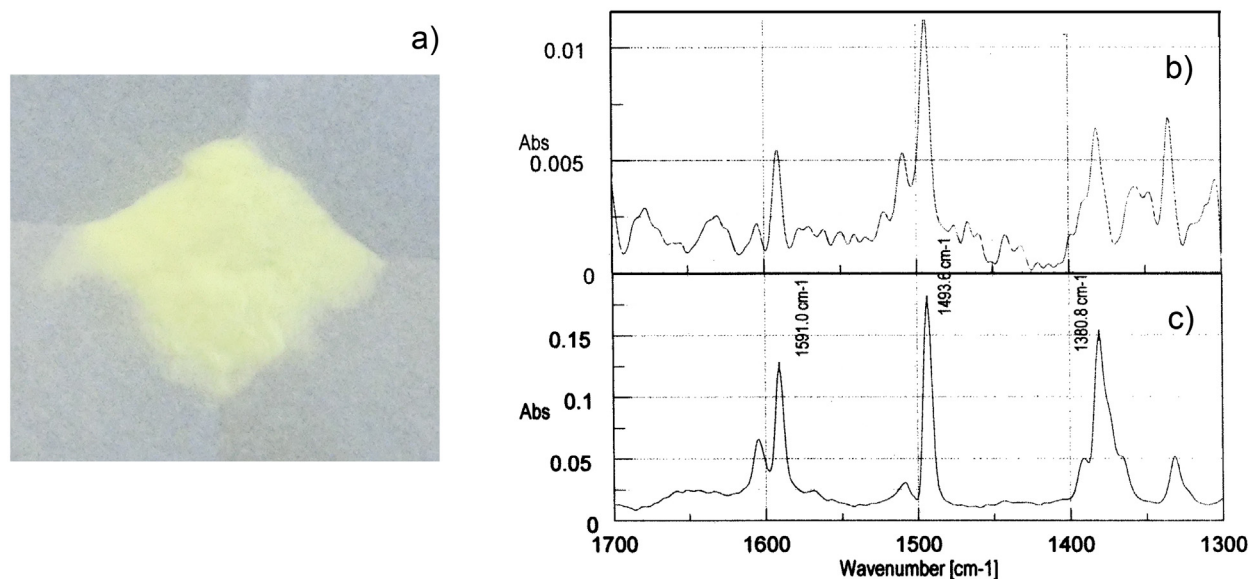 a)
b)
0.01
Abs
0.005
0
1591.0 cm-1
1493.6 cm-1
1380.8 cm-1
c)
0.15
0.1
Abs
0.05
0
1700
1600
1500
1400
1300
Wavenumber [cm-1]